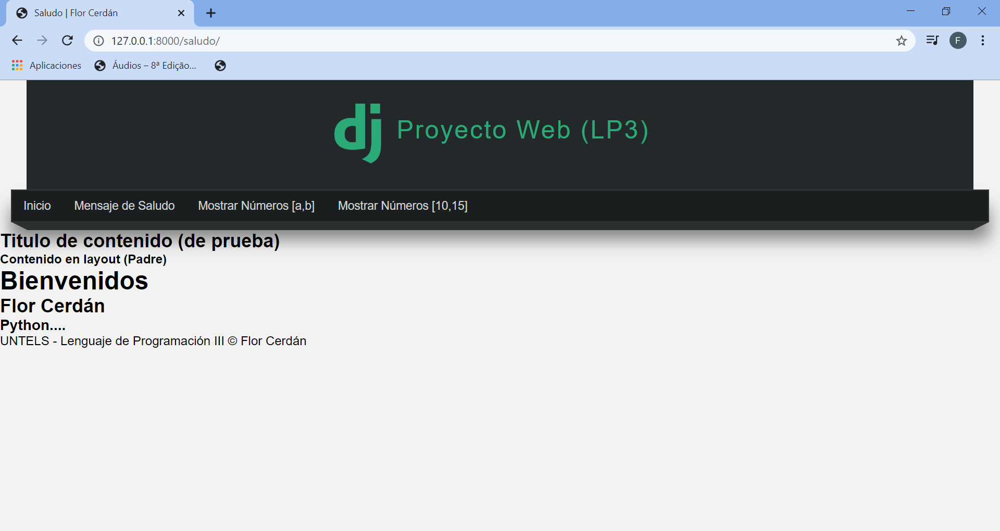 Saludo | Flor Cerdán
127.0.0.1:8000/saludo/
F
Aplicaciones
Áudios – 8ª Edição...
dj Proyecto Web (LP3)
Inicio Mensaje de Saludo Mostrar Números [a,b] Mostrar Números [10,15]
Titulo de contenido (de prueba)
Contenido en layout (Padre)
Bienvenidos
Flor Cerdán
Python....
UNTELS - Lenguaje de Programación III © Flor Cerdán